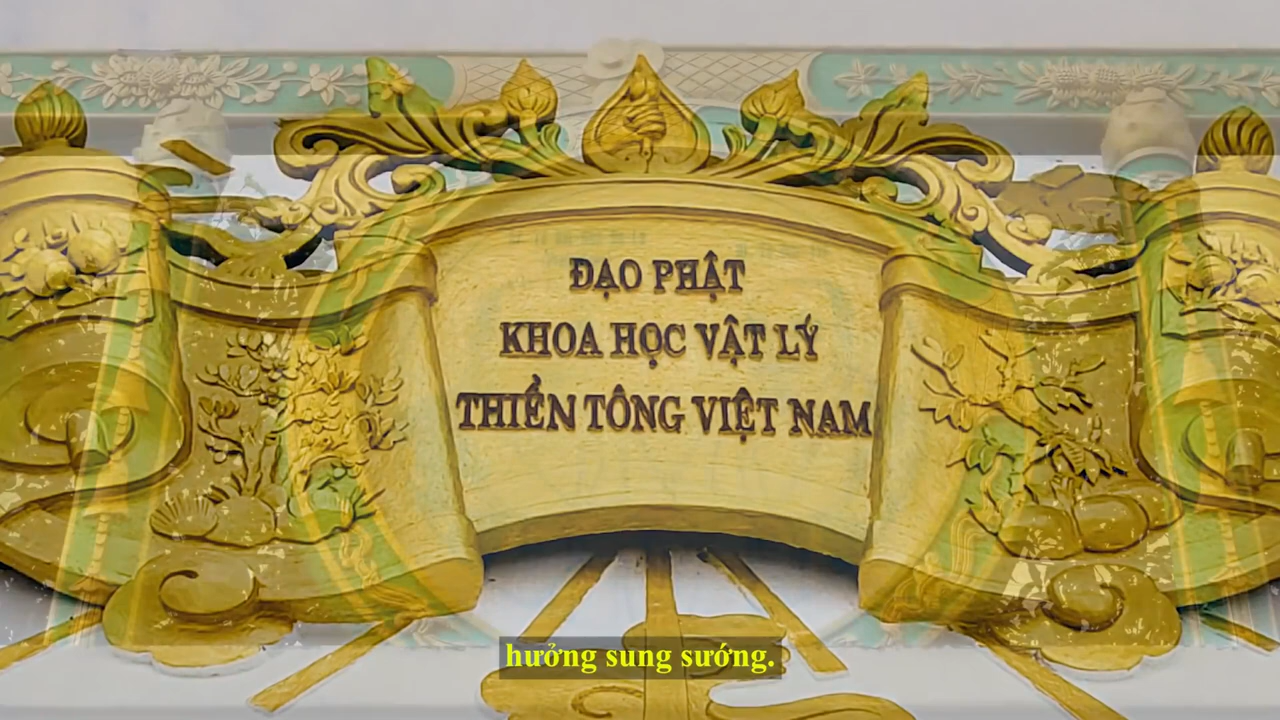 ĐẠO PHẬT
KHOA HỌC VẬT LÝ
THIỀN TÔNG VIỆT NAM
hưởng sung sướng.